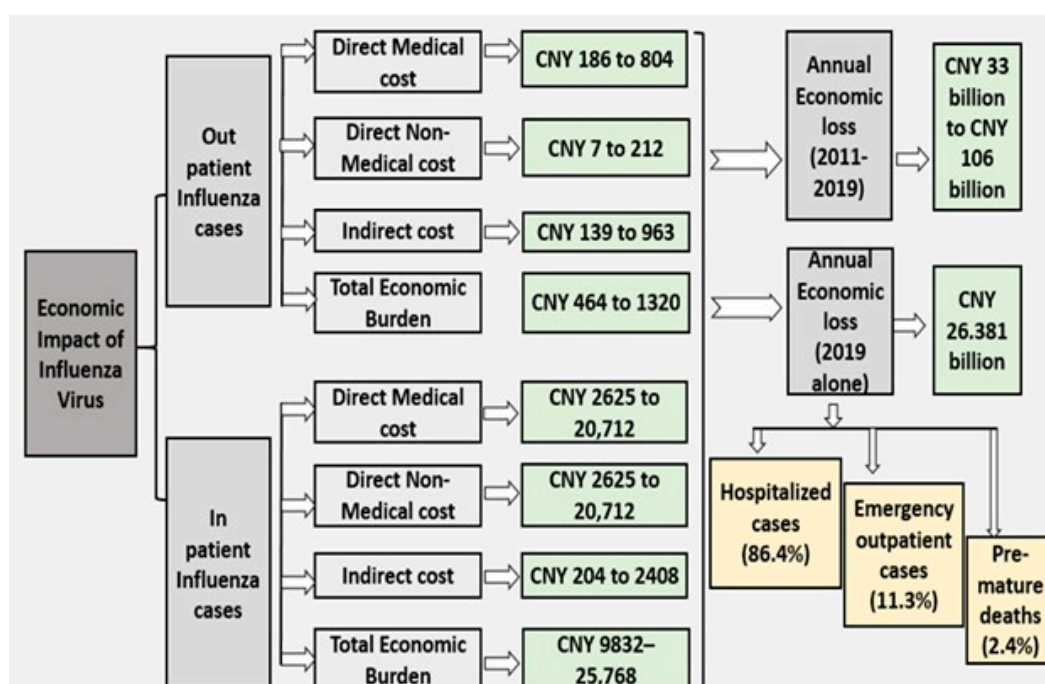 Economic
Impact of
Influenza
Virus
Out
patient
Influenza
cases
Direct Medical
cost
CNY 186 to 804
Direct Non-
Medical cost
CNY 7 to 212
Indirect cost
CNY 139 to 963
Total Economic
Burden
CNY 464 to 1320
In
patient
Influenza
cases
Direct Medical
cost
CNY 2625 to
20,712
Direct Non-
Medical cost
CNY 2625 to
20,712
Indirect cost
CNY 204 to 2408
Total Economic
Burden
CNY 9832–
25,768
Annual
Economic
loss
(2011-
2019)
CNY 33
billion
to CNY
106
billion
Annual
Economic
loss
(2019
alone)
CNY
26.381
billion
Hospitalized
cases
(86.4%)
Emergency
outpatient
cases
(11.3%)
Pre-
mature
deaths
(2.4%)